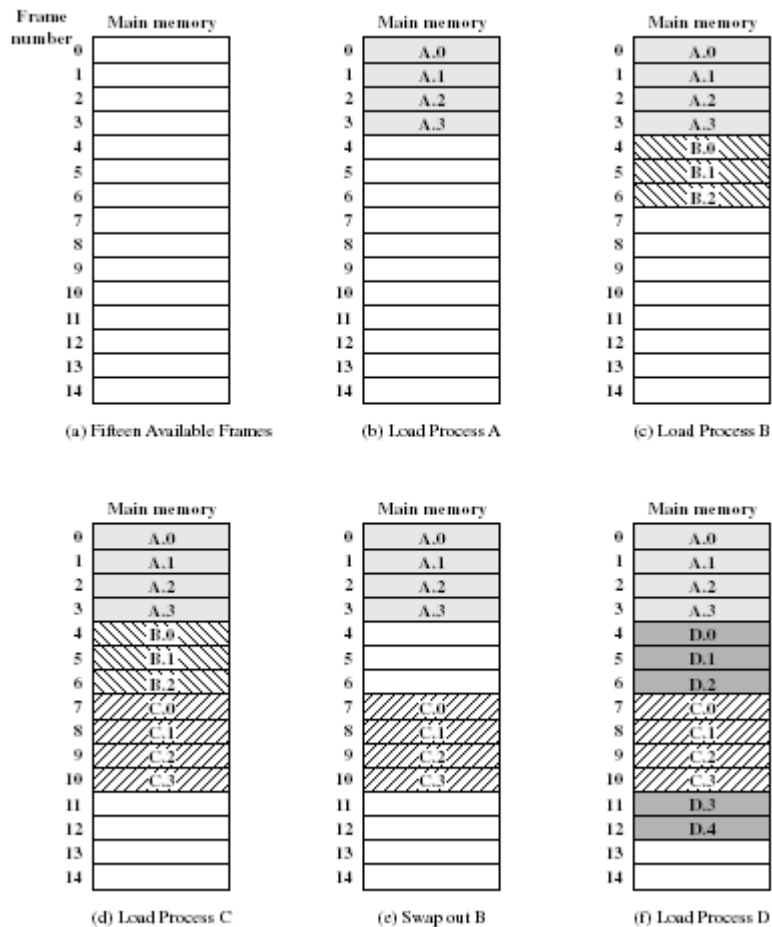 Frame number
Main memory
0
1
2
3
4
5
6
7
8
9
10
11
12
13
14
(a) Fifteen Available Frames
Main memory
0 A.0
1 A.1
2 A.2
3 A.3
4
5
6
7
8
9
10
11
12
13
14
(b) Load Process A
Main memory
0 A.0
1 A.1
2 A.2
3 A.3
4 B.0
5 B.1
6 B.2
7
8
9
10
11
12
13
14
(c) Load Process B
Main memory
0 A.0
1 A.1
2 A.2
3 A.3
4 B.0
5 B.1
6 B.2
7 C.0
8 C.1
9 C.2
10 C.3
11
12
13
14
(d) Load Process C
Main memory
0 A.0
1 A.1
2 A.2
3 A.3
4
5
6
7 C.0
8 C.1
9 C.2
10 C.3
11
12
13
14
(e) Swap out B
Main memory
0 A.0
1 A.1
2 A.2
3 A.3
4 D.0
5 D.1
6 D.2
7 C.0
8 C.1
9 C.2
10 C.3
11 D.3
12 D.4
13
14
(f) Load Process D